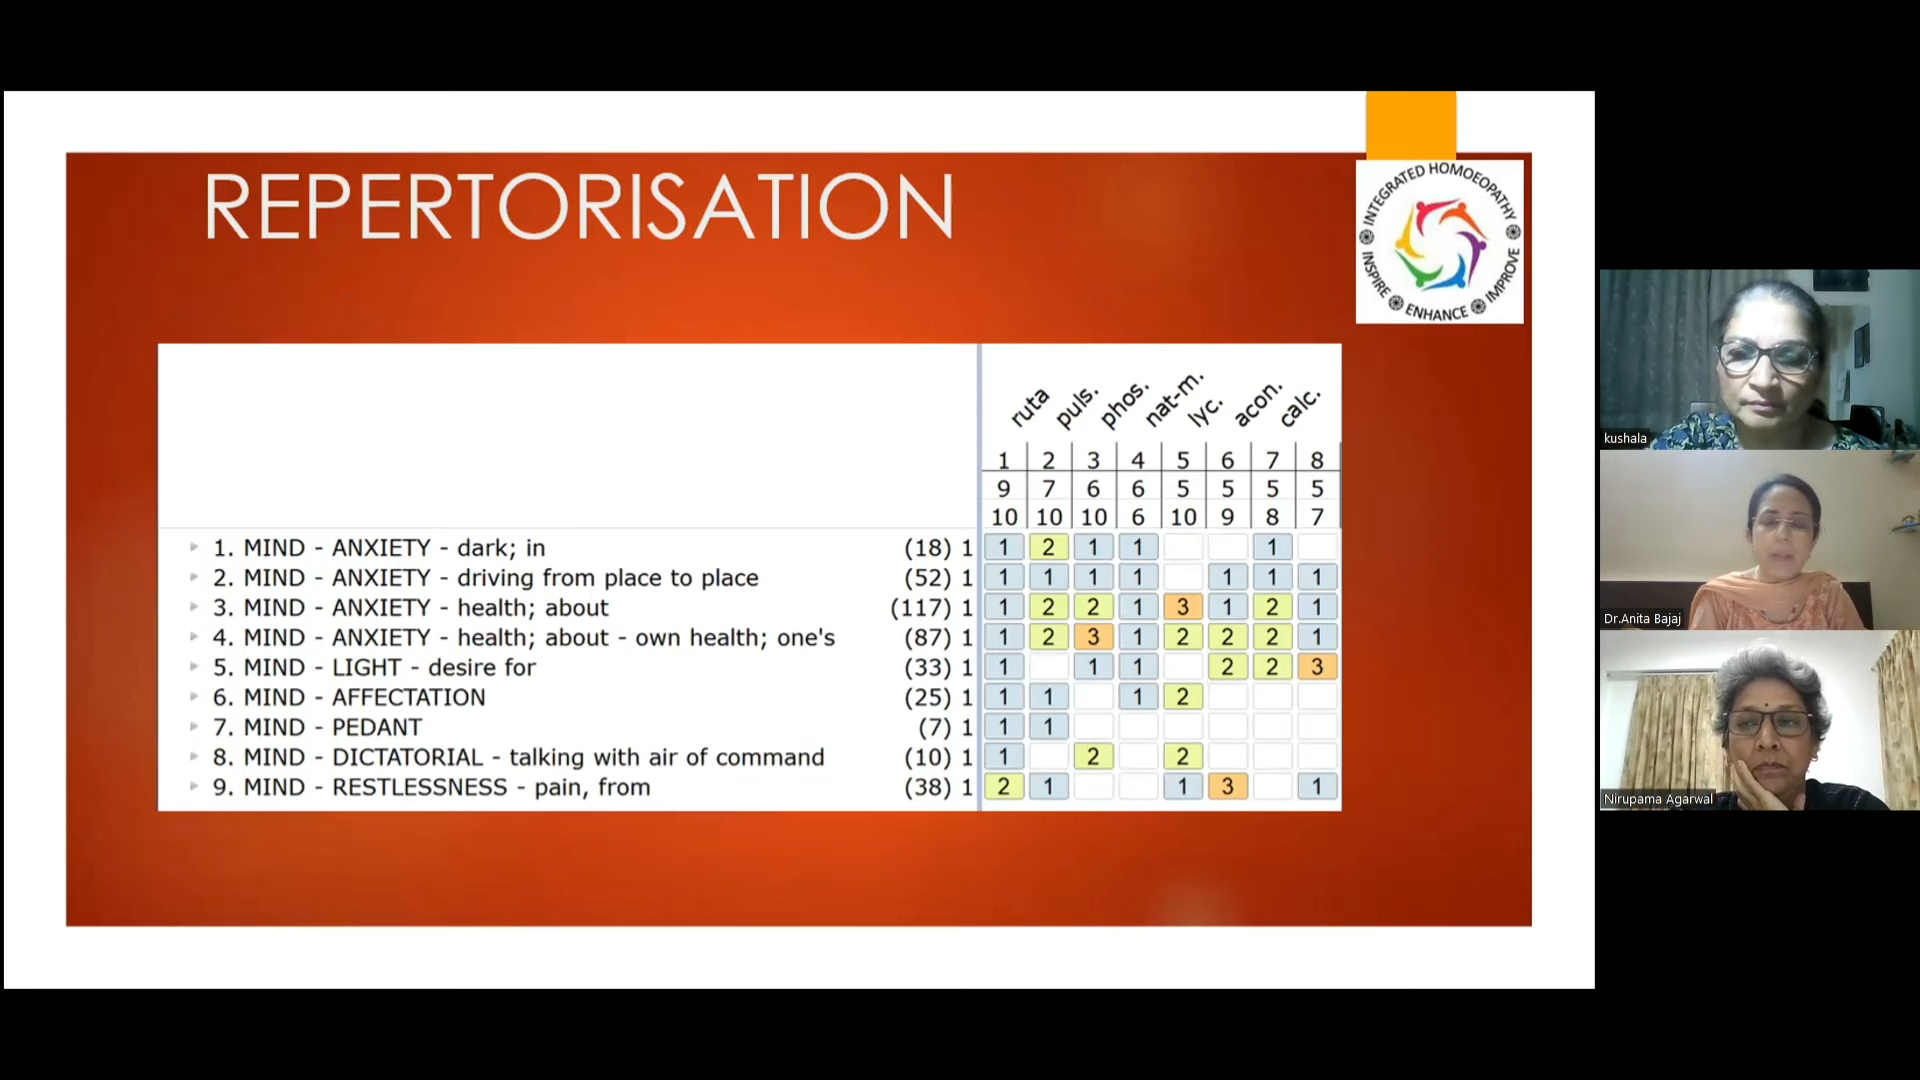 REPERTORISATION
INTEGRATED HOMOEOPATHY
INSPIRE ENHANCE IMPROVE
ruta puls. phos. nat-m. lyc. acon. calc.
1 2 3 4 5 6 7 8
9 7 6 6 5 5 5 5
10 10 10 6 10 9 8 7
1. MIND - ANXIETY - dark; in (18) 1 1 2 1 1 1
2. MIND - ANXIETY - driving from place to place (52) 1 1 1 1 1 1 1 1
3. MIND - ANXIETY - health; about (117) 1 1 2 2 1 3 1 2 1
4. MIND - ANXIETY - health; about - own health; one's (87) 1 1 2 3 1 2 2 2 1
5. MIND - LIGHT - desire for (33) 1 1 1 1 2 2 3
6. MIND - AFFECTATION (25) 1 1 1 1 2
7. MIND - PEDANT (7) 1 1 1
8. MIND - DICTATORIAL - talking with air of command (10) 1 1 2 2
9. MIND - RESTLESSNESS - pain, from (38) 1 2 1 1 3 1
kushala
Dr.Anita Bajaj
Nirupama Agarwal